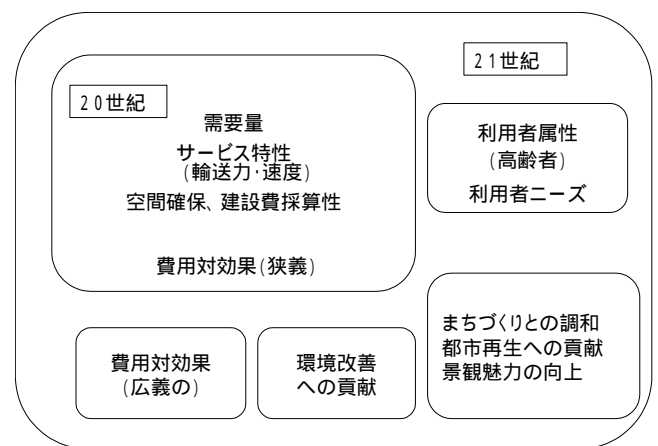 21世紀
20世紀
需要量
サービス特性
(輸送力・速度)
空間確保、建設費採算性
費用対効果(狭義)
利用者属性
(高齢者)
利用者ニーズ
費用対効果
(広義の)
環境改善
への貢献
まちづくりとの調和
都市再生への貢献
景観魅力の向上